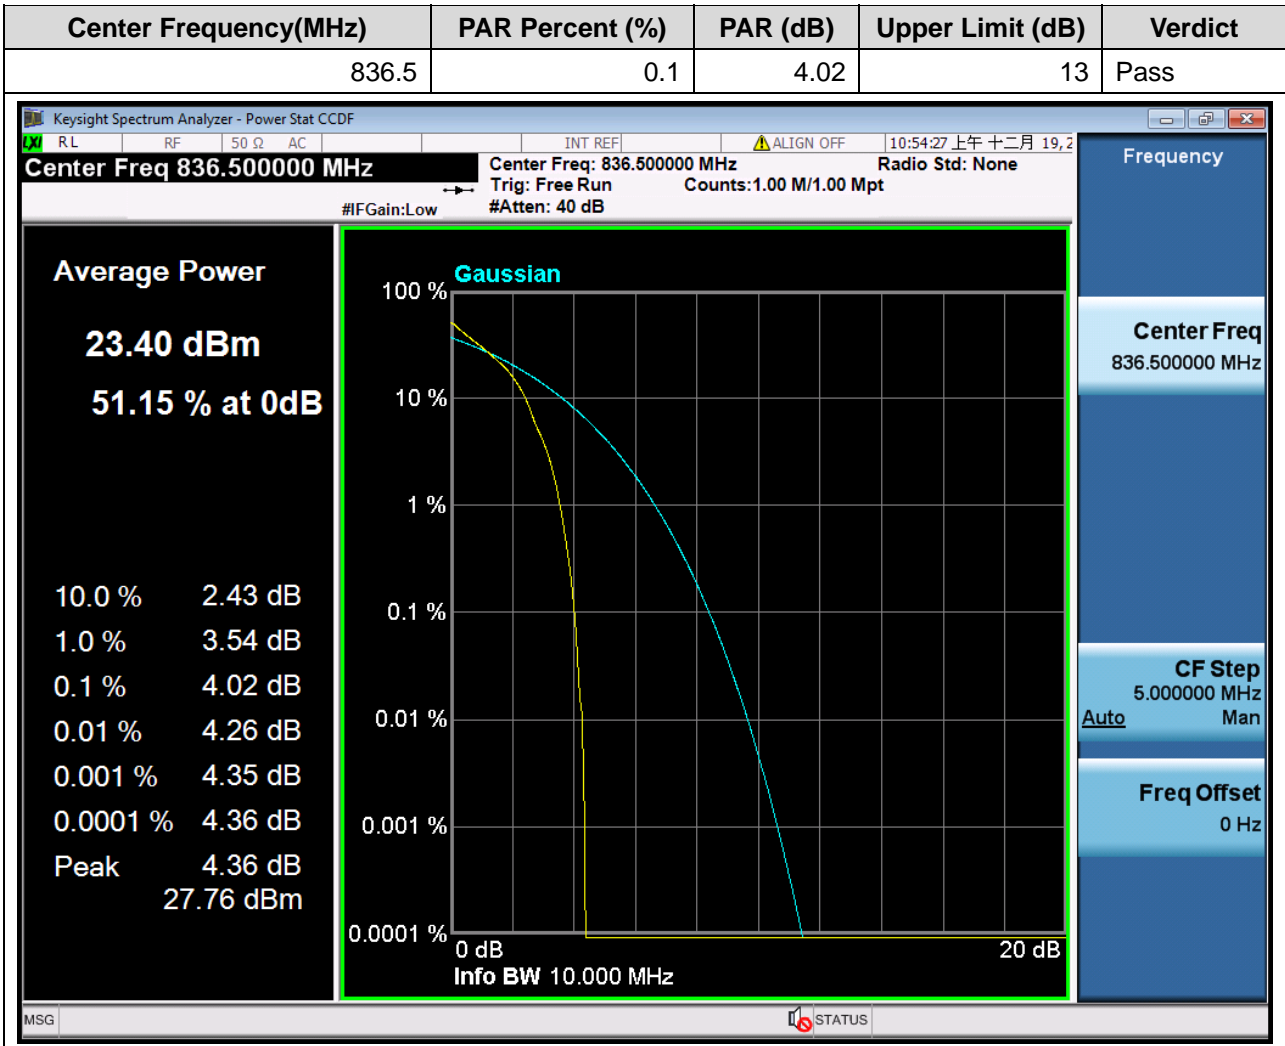 Center Frequency(MHz) PAR Percent (%) PAR (dB) Upper Limit (dB) Verdict
836.5 0.1 4.02 13 Pass
Keysight Spectrum Analyzer - Power Stat CCDF
LXI RL RF 50 Ω AC INT REF ALIGN OFF 10:54:27 上午 十二月 19, 2
Center Freq 836.500000 MHz
Center Freq: 836.500000 MHz Radio Std: None
Trig: Free Run Counts:1.00 M/1.00 Mpt
#IFGain:Low #Atten: 40 dB
Frequency
Average Power
23.40 dBm
51.15 % at 0dB
10.0 % 2.43 dB
1.0 % 3.54 dB
0.1 % 4.02 dB
0.01 % 4.26 dB
0.001 % 4.35 dB
0.0001 % 4.36 dB
Peak 4.36 dB
27.76 dBm
Gaussian
100 %
10 %
1 %
0.1 %
0.01 %
0.001 %
0.0001 %
0 dB 20 dB
Info BW 10.000 MHz
Center Freq
836.500000 MHz
CF Step
5.000000 MHz
Auto Man
Freq Offset
0 Hz
MSG STATUS